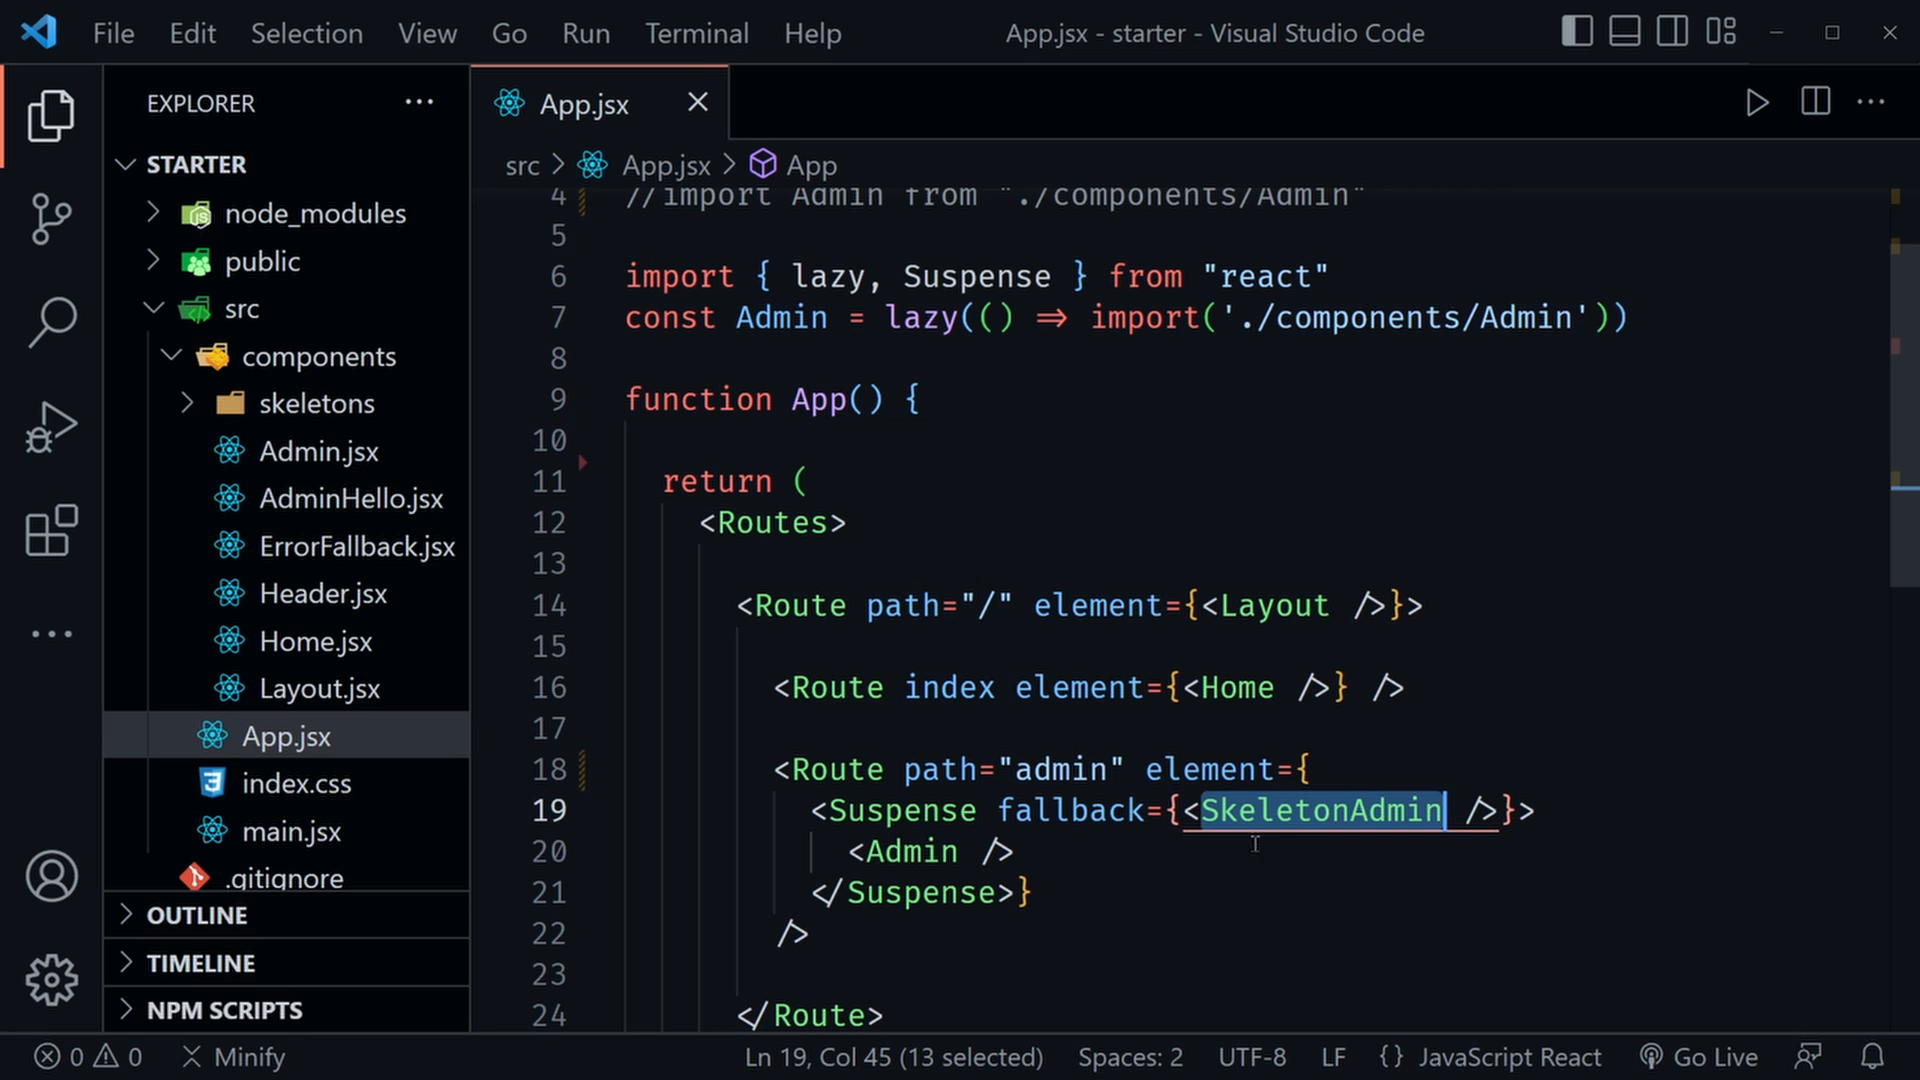 File Edit Selection View Go Run Terminal Help App.jsx - starter - Visual Studio Code
EXPLORER
STARTER
node_modules
public
src
components
skeletons
Admin.jsx
AdminHello.jsx
ErrorFallback.jsx
Header.jsx
Home.jsx
Layout.jsx
App.jsx
index.css
main.jsx
.gitignore
OUTLINE
TIMELINE
NPM SCRIPTS
App.jsx
src > App.jsx > App
4 //import Admin from "./components/Admin"
5
6 import { lazy, Suspense } from "react"
7 const Admin = lazy(() => import('./components/Admin'))
8
9 function App() {
10
11 return (
12 <Routes>
13
14 <Route path="/" element={<Layout />}>
15
16 <Route index element={<Home />} />
17
18 <Route path="admin" element={
19 <Suspense fallback={<SkeletonAdmin />}>
20 <Admin />
21 </Suspense>}
22 />
23
24 </Route>
0 0 Minify Ln 19, Col 45 (13 selected) Spaces: 2 UTF-8 LF {} JavaScript React Go Live